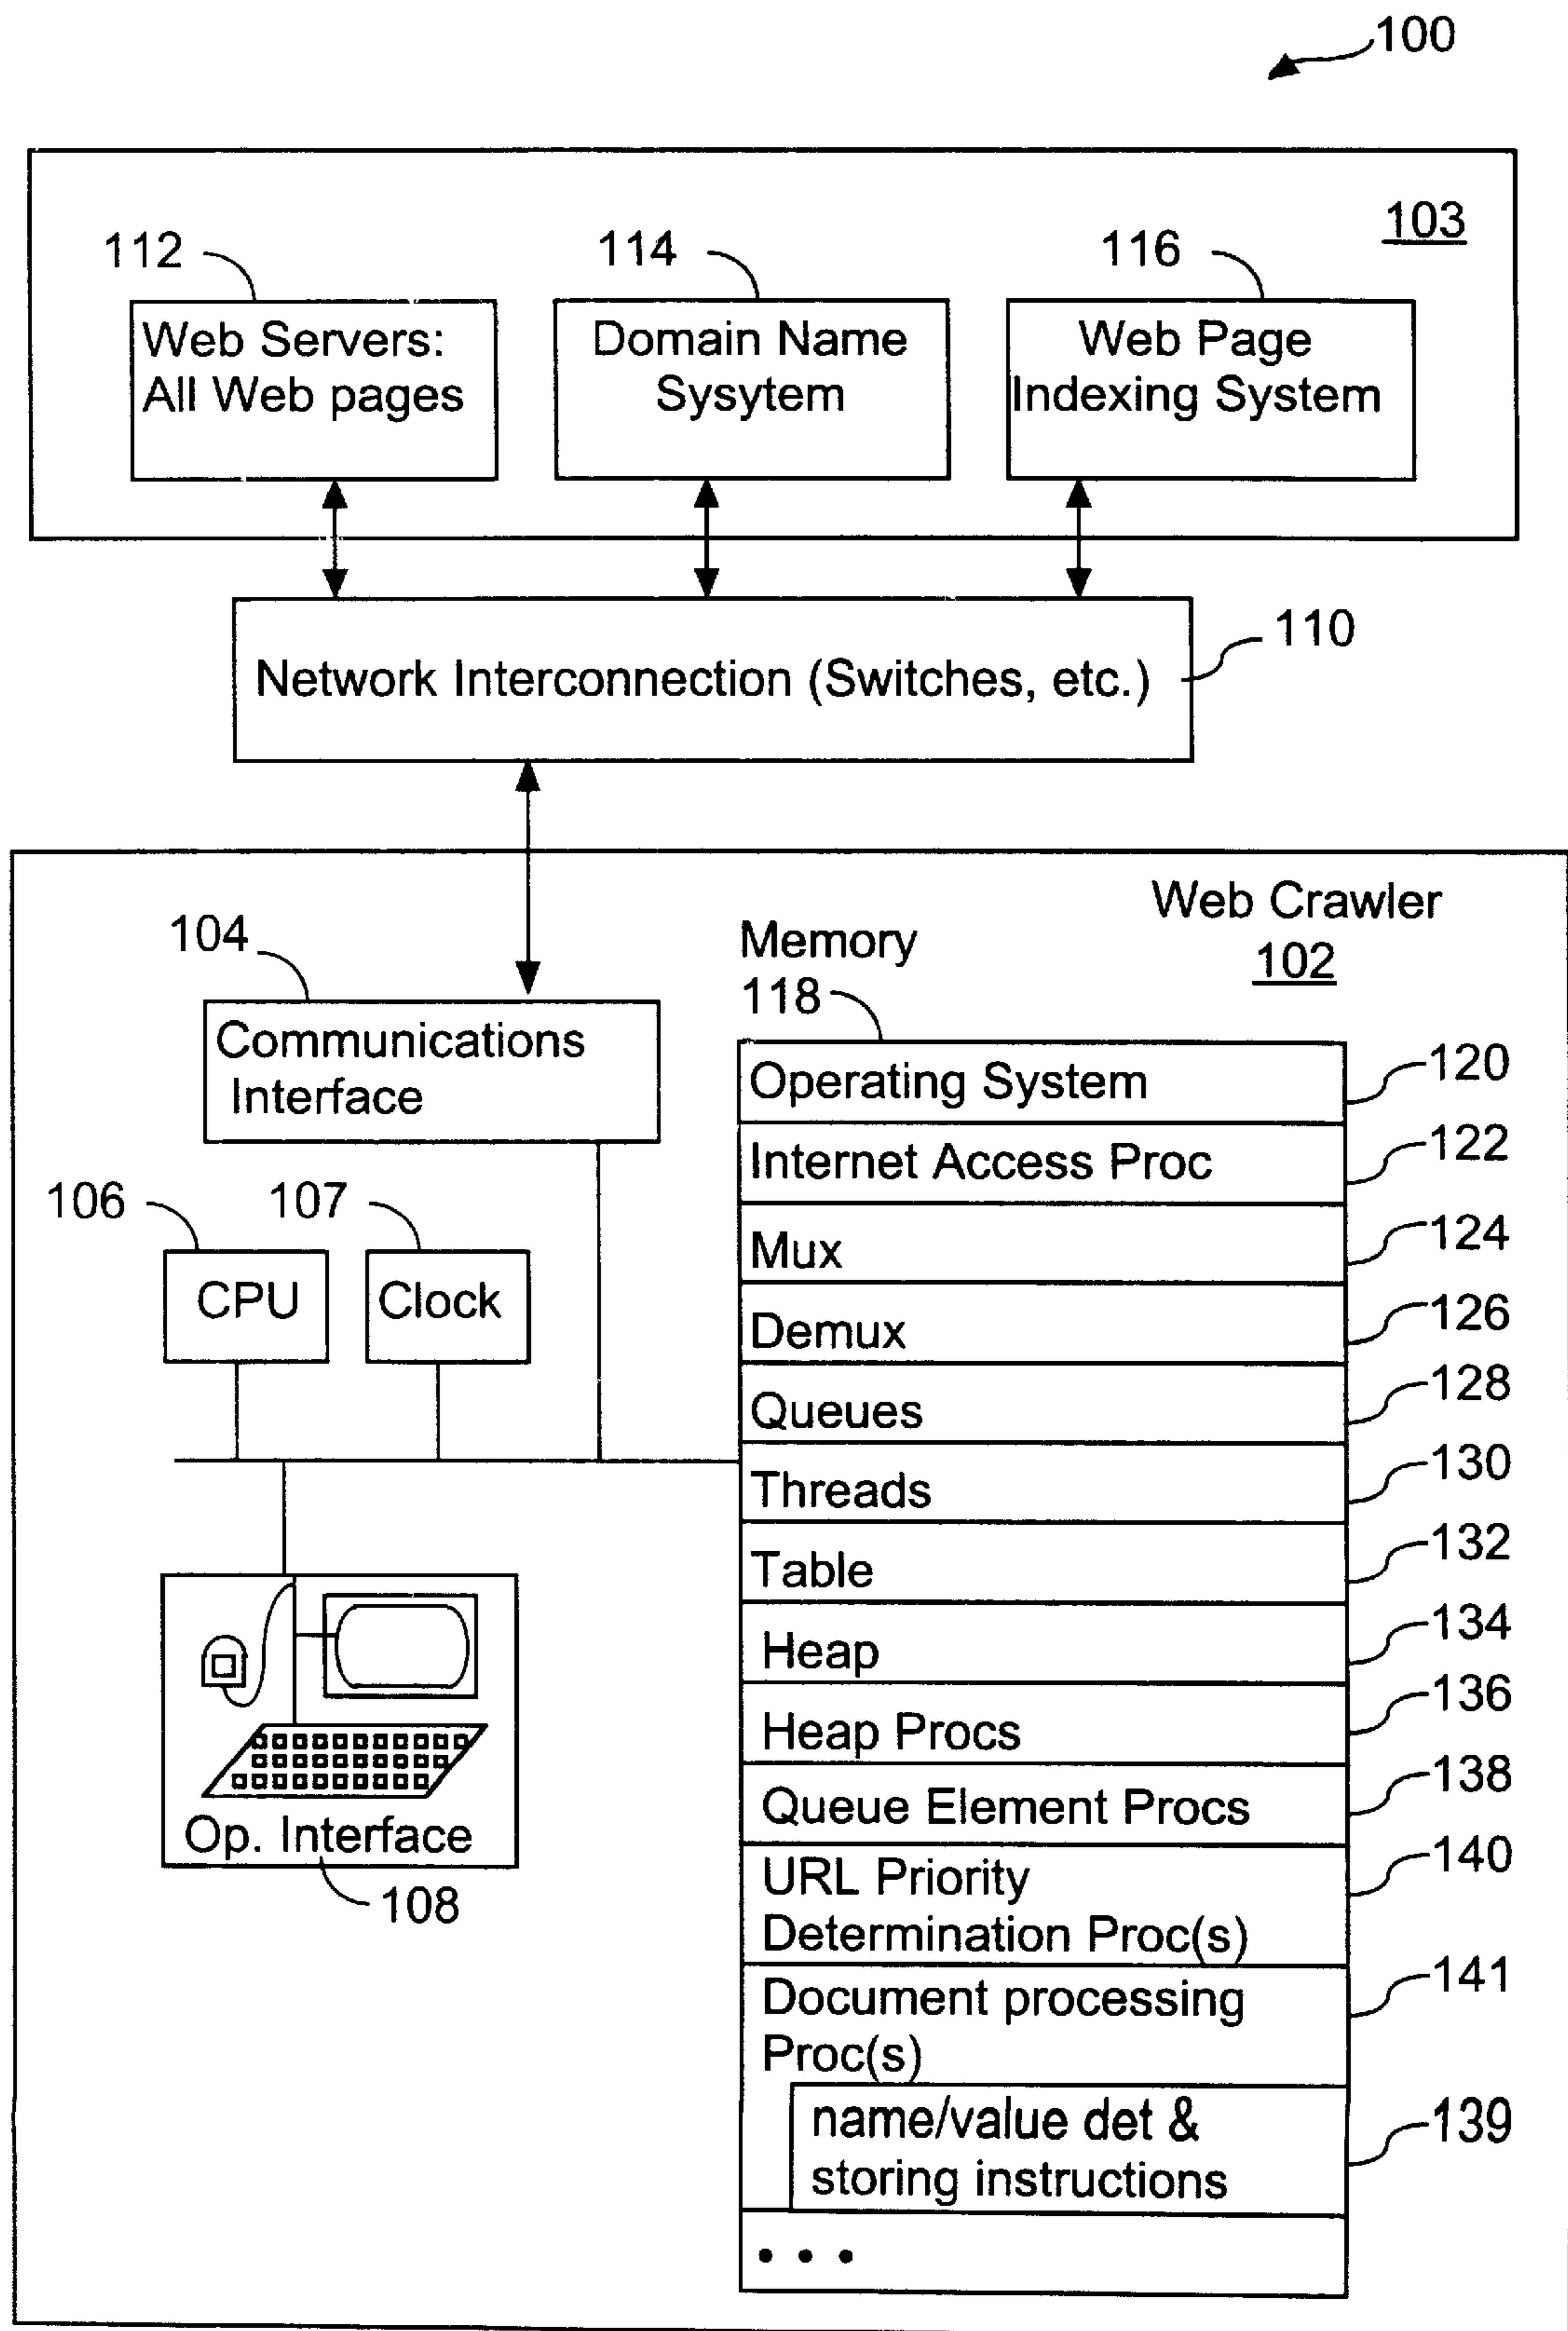 100
103
112
114
116
Web Servers:
All Web pages
Domain Name
Sysytem
Web Page
Indexing System
110
Network Interconnection (Switches, etc.)
Web Crawler
102
104
Memory
118
Communications
Interface
Operating System
120
Internet Access Proc
122
106
107
CPU
Clock
Mux
124
Demux
126
Queues
128
Threads
130
Table
132
Heap
134
Heap Procs
136
Queue Element Procs
138
Op. Interface
108
URL Priority
Determination Proc(s)
140
Document processing
Proc(s)
141
name/value det &
storing instructions
139
• • •